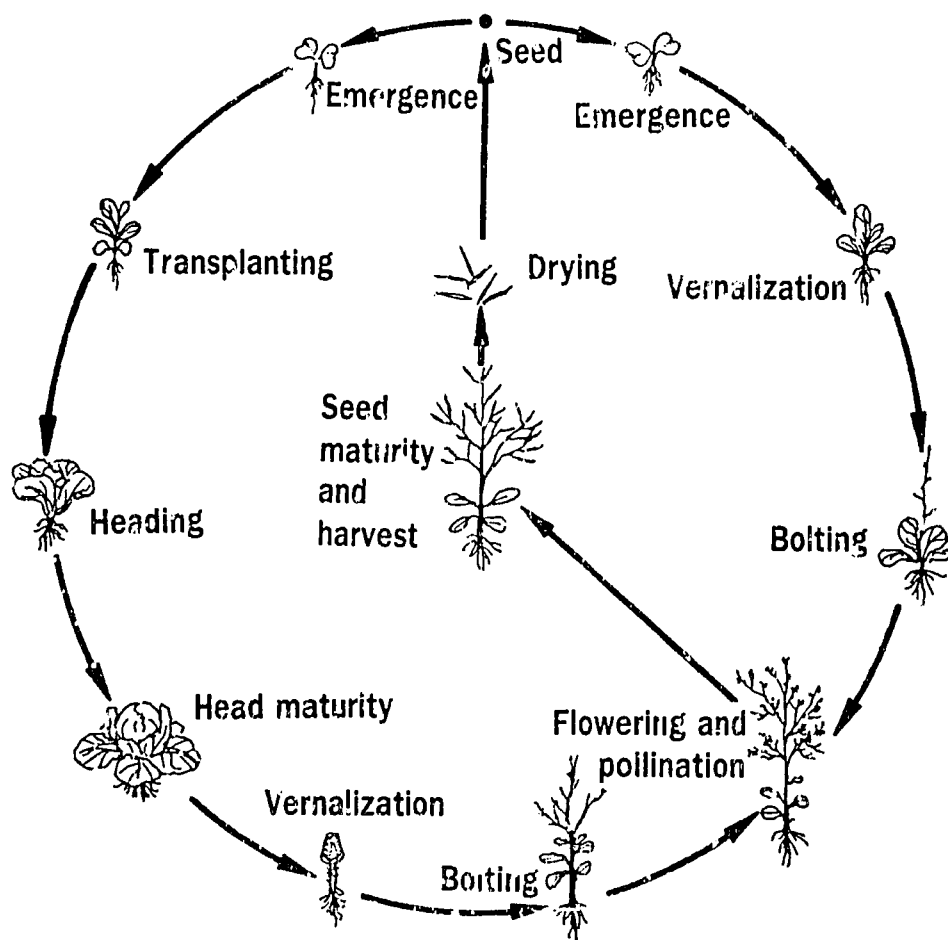 Seed
Emergence
Emergence
Transplanting
Drying
Vernalization
Seed
maturity
and
harvest
Heading
Bolting
Head maturity
Flowering and
pollination
Vernalization
Bolting